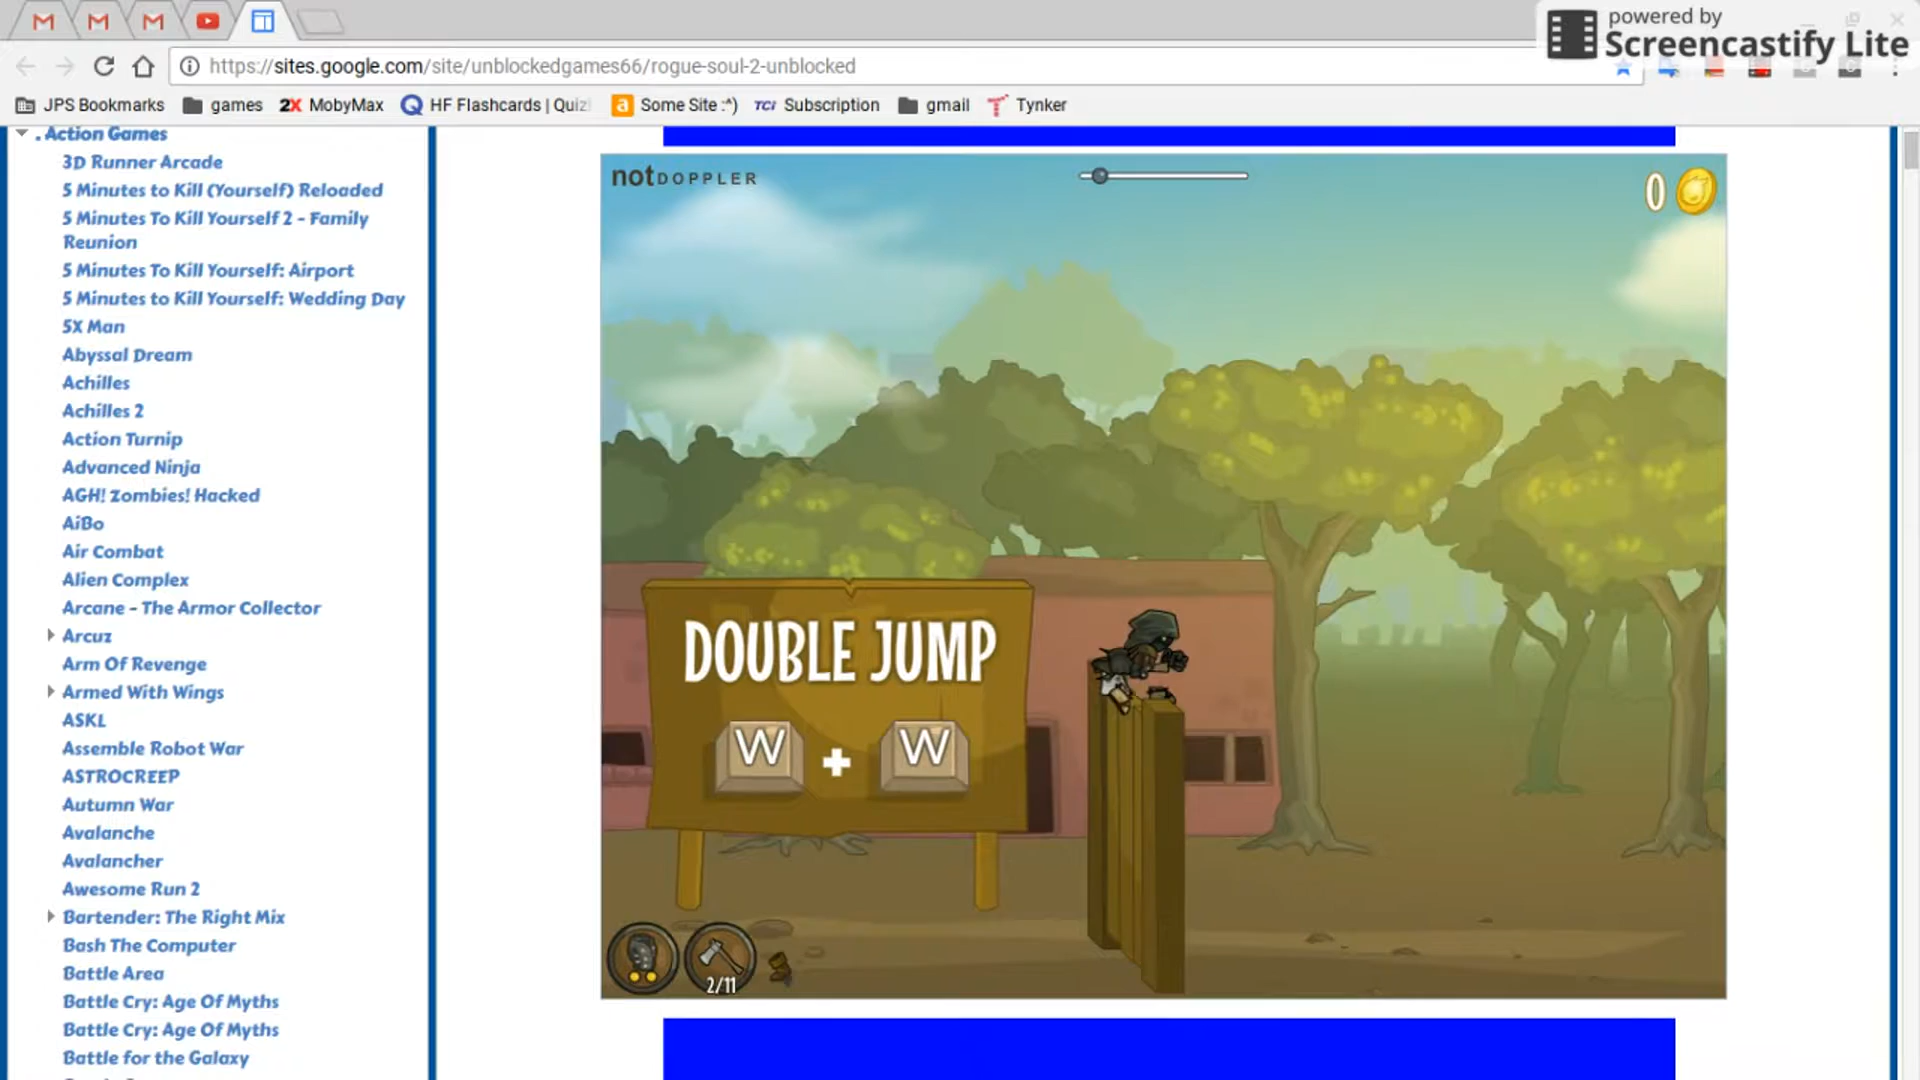 powered by
Screencastify Lite
https://sites.google.com/site/unblockedgames66/rogue-soul-2-unblocked
JPS Bookmarks games 2X MobyMax Q HF Flashcards | Quiz a Some Site :^) TCi Subscription gmail T Tynker
. Action Games
3D Runner Arcade
5 Minutes to Kill (Yourself) Reloaded
5 Minutes To Kill Yourself 2 - Family
Reunion
5 Minutes To Kill Yourself: Airport
5 Minutes to Kill Yourself: Wedding Day
5X Man
Abyssal Dream
Achilles
Achilles 2
Action Turnip
Advanced Ninja
AGH! Zombies! Hacked
AiBo
Air Combat
Alien Complex
Arcane - The Armor Collector
Arcuz
Arm Of Revenge
Armed With Wings
ASKL
Assemble Robot War
ASTROCREEP
Autumn War
Avalanche
Avalancher
Awesome Run 2
Bartender: The Right Mix
Bash The Computer
Battle Area
Battle Cry: Age Of Myths
Battle Cry: Age Of Myths
Battle for the Galaxy
notDOPPLER
0
DOUBLE JUMP
W + W
2/11